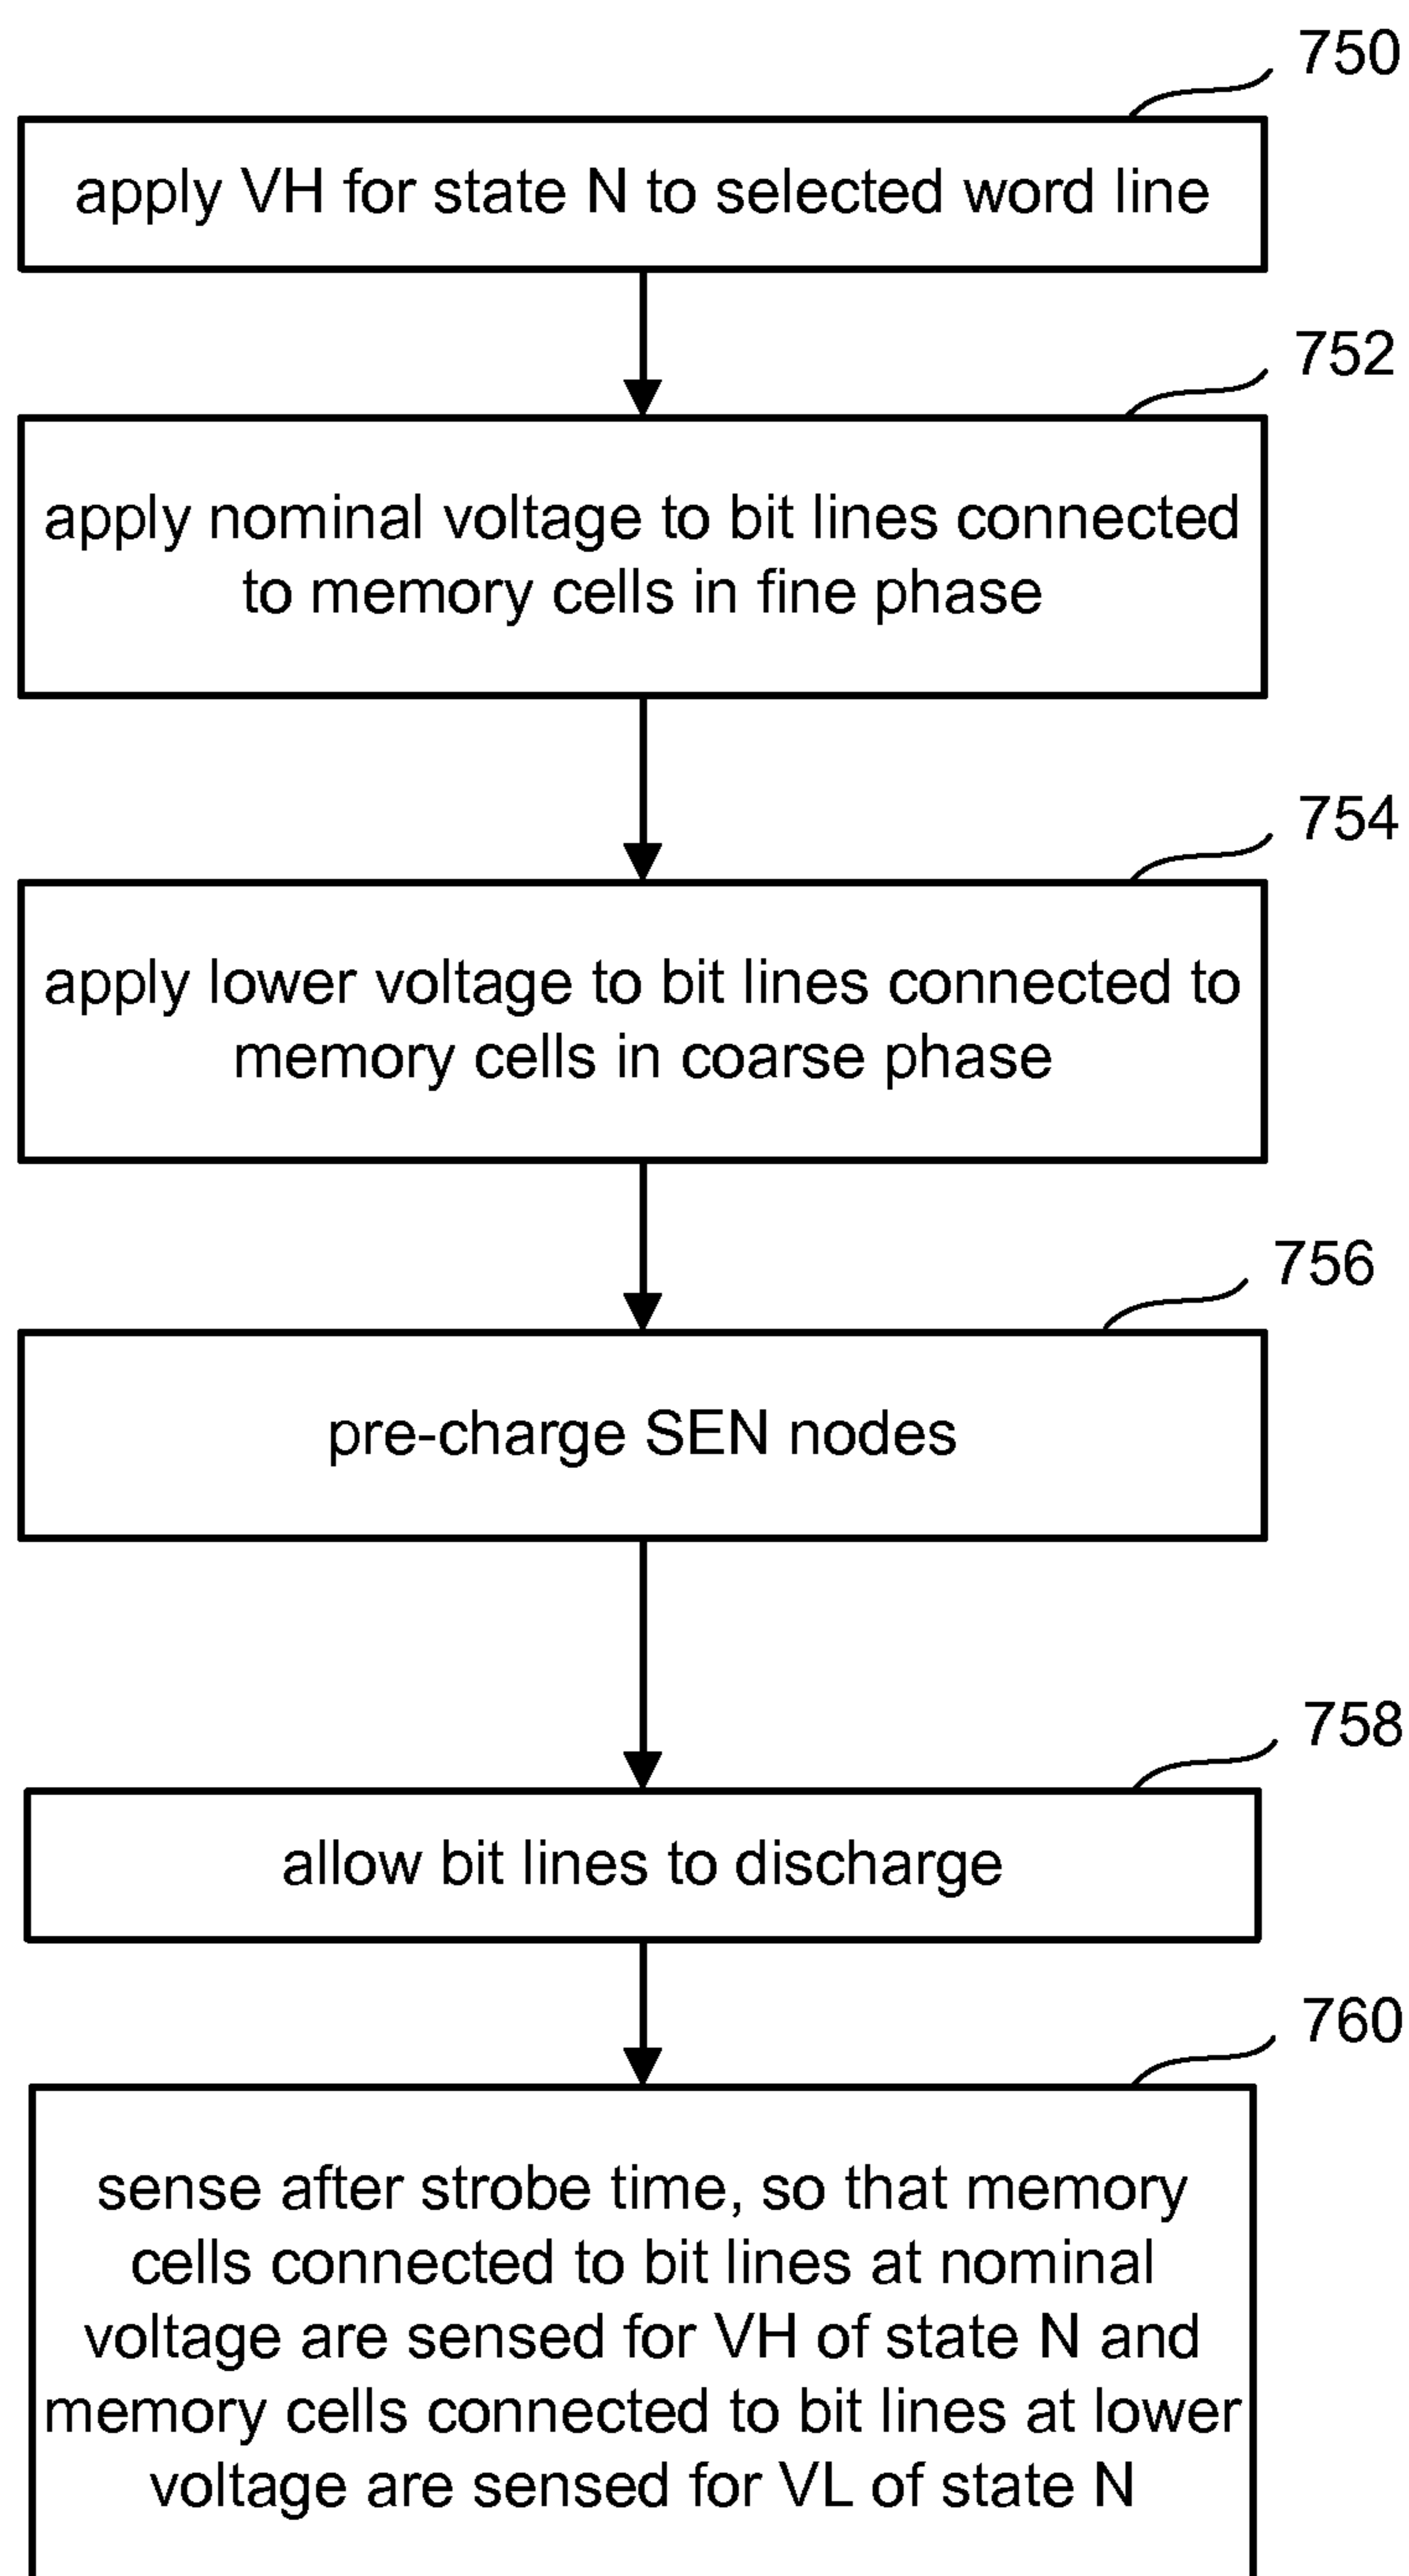 750
apply VH for state N to selected word line
752
apply nominal voltage to bit lines connected
to memory cells in fine phase
754
apply lower voltage to bit lines connected to
memory cells in coarse phase
756
pre-charge SEN nodes
758
allow bit lines to discharge
760
sense after strobe time, so that memory
cells connected to bit lines at nominal
voltage are sensed for VH of state N and
memory cells connected to bit lines at lower
voltage are sensed for VL of state N